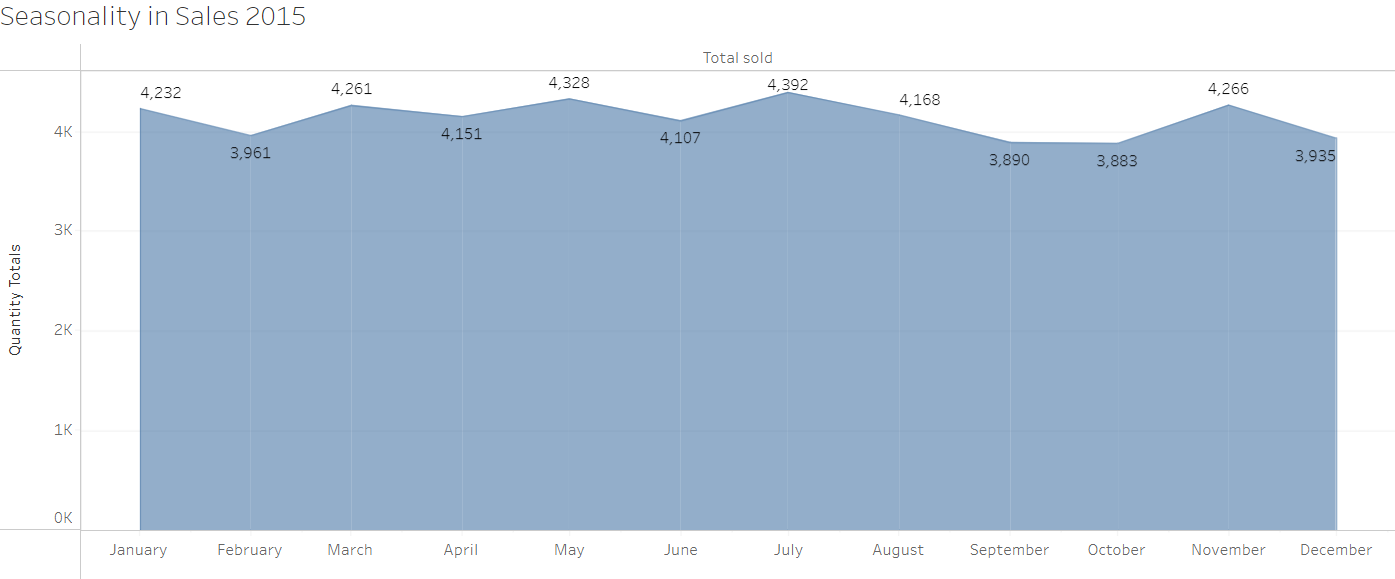 Seasonality in Sales 2015
Total sold
4,232
3,961
4,261
4,151
4,328
4,107
4,392
4,168
3,890
3,883
4,266
3,935
Quantity Totals
4K
3K
2K
1K
0K
January February March April May June July August September October November December